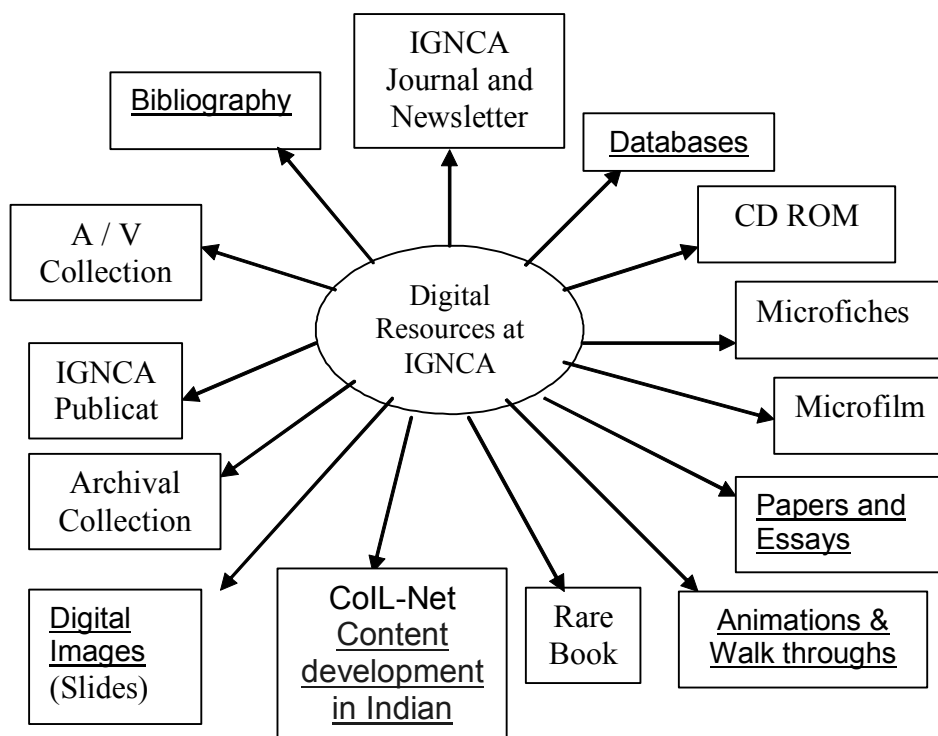 IGNCA
Journal and
Newsletter
Bibliography
Databases
A / V
Collection
CD ROM
Digital
Resources at
IGNCA
Microfiches
IGNCA
Publicat
Microfilm
Archival
Collection
Papers and
Essays
Digital
Images
(Slides)
CoIL-Net
Content
development
in Indian
Rare
Book
Animations &
Walk throughs